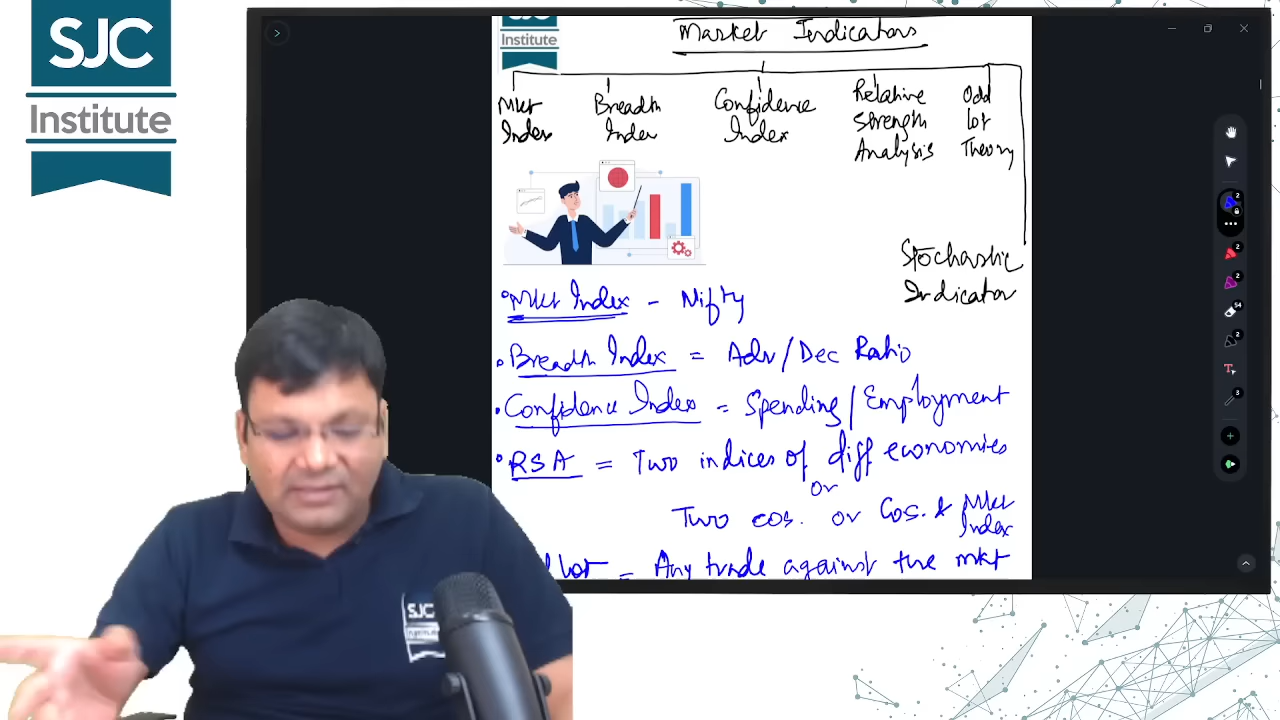 SJC
Institute
Institute
Market Indicators
Mkt
Index
Breadth
Index
Confidence
Index
Relative
Strength
Analysis
Odd
Lot
Theory
Stochastic
Indicator
• Mkt Index - Nifty
• Breadth Index = Adv/Dec Ratio
• Confidence Index = Spending/Employment
• RSA = Two indices of diff economies
or
Two cos. or Cos. & Mkt
Index
lot = Any trade against the mkt
SJC
Institute